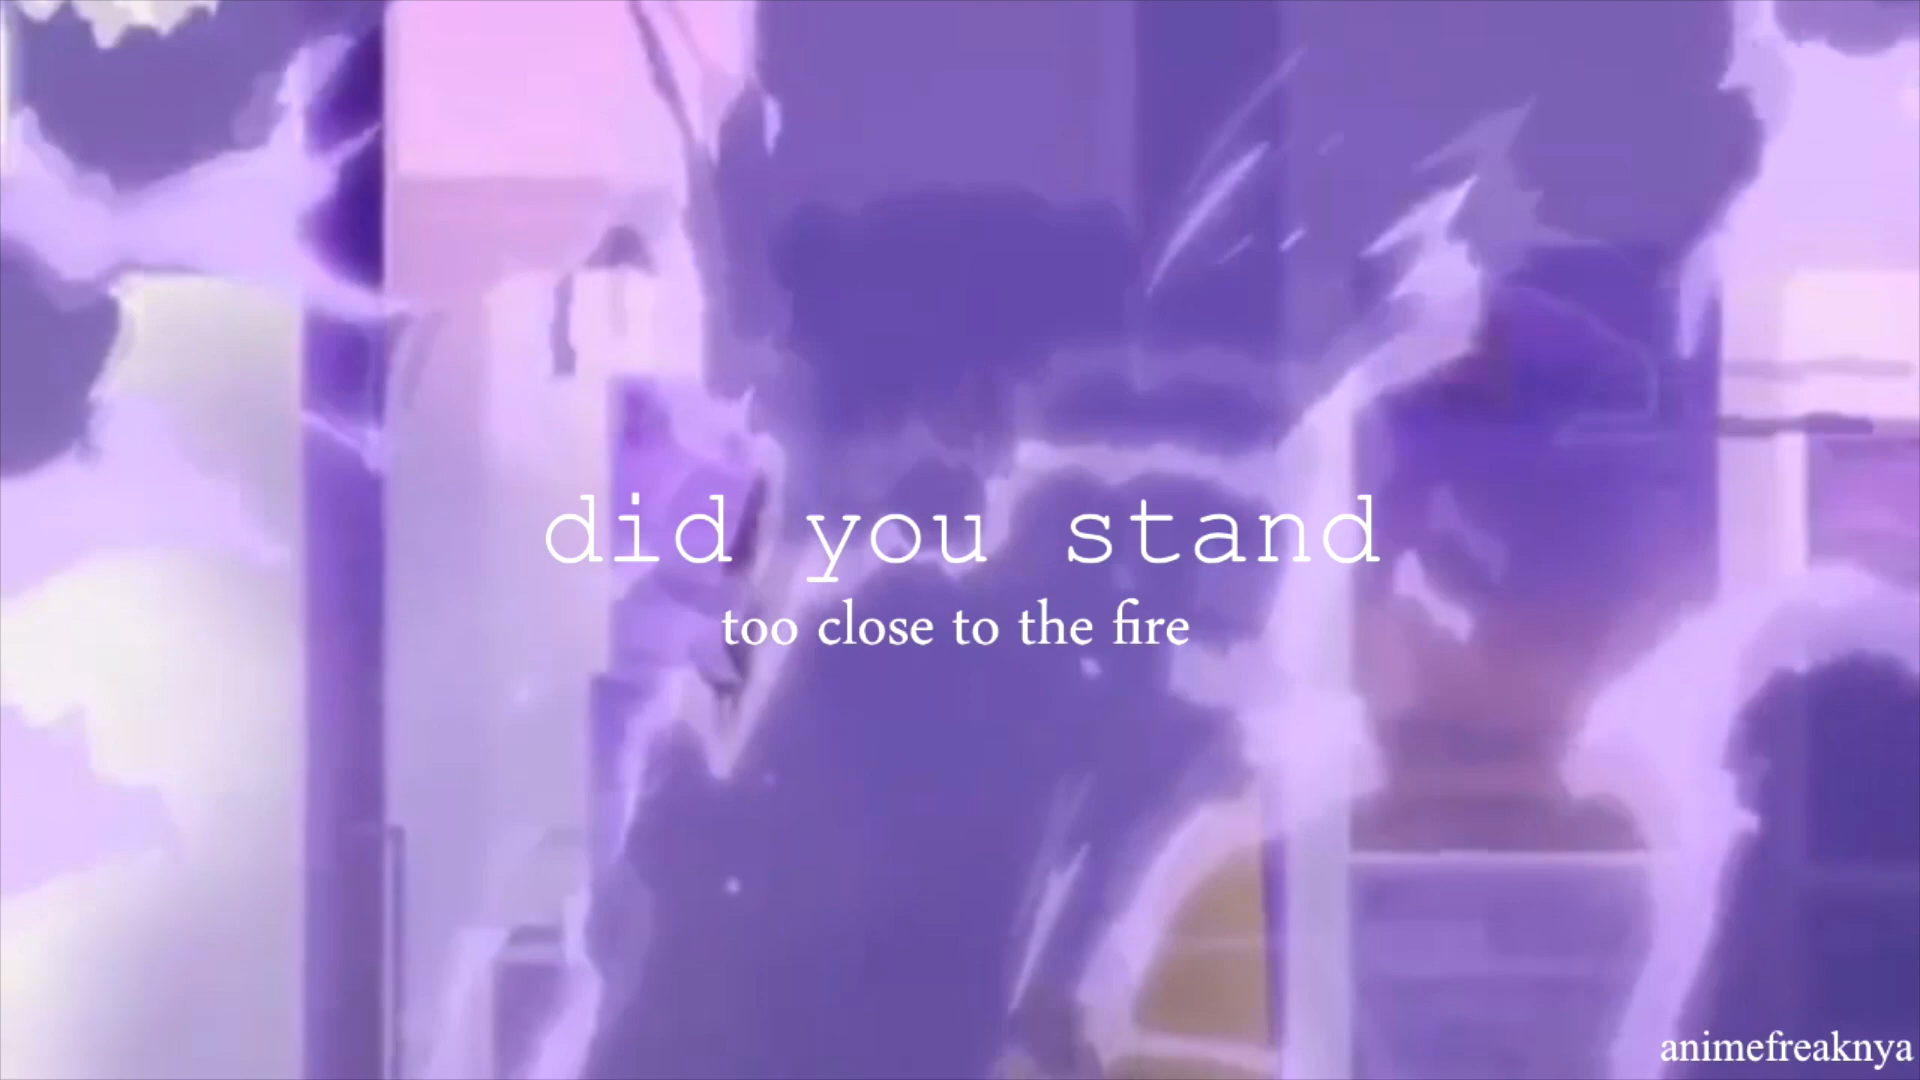 did you stand
too close to the fire
animefreaknya